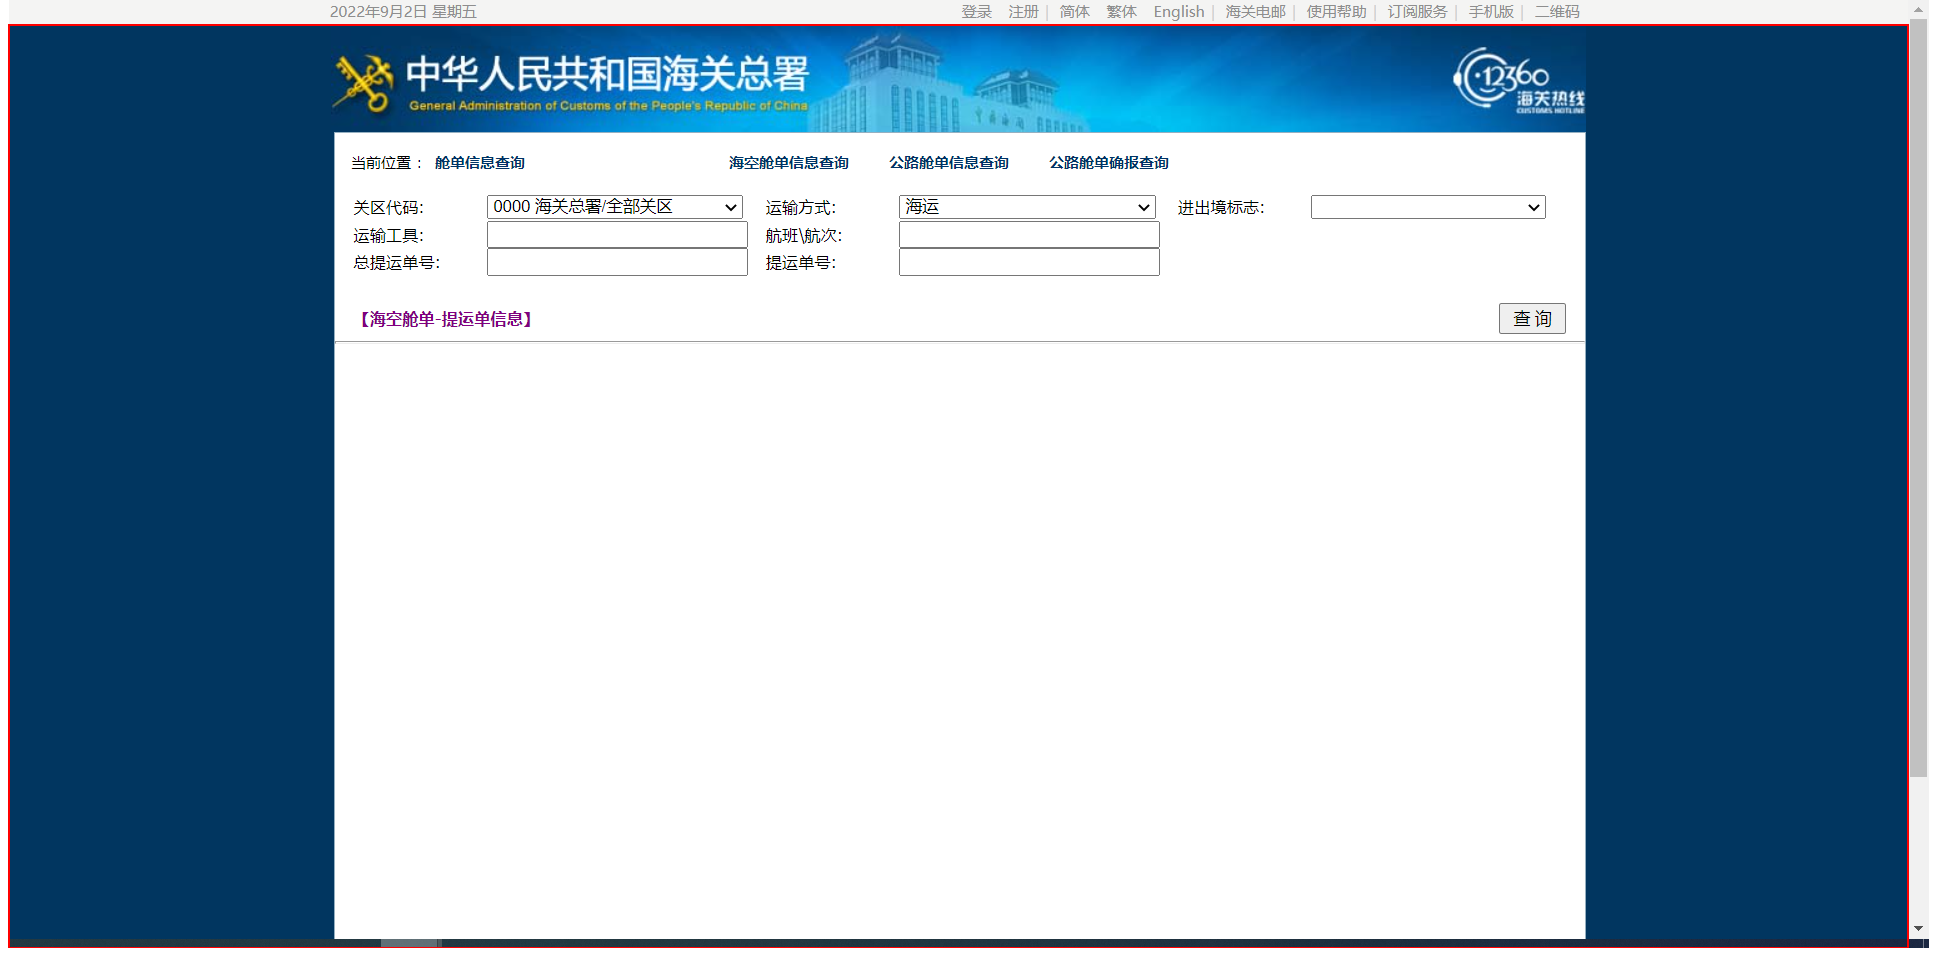 2022年9月2日 星期五 登录 注册 | 简体 繁体 English | 海关电邮 | 使用帮助 | 订阅服务 | 手机版 | 二维码
中华人民共和国海关总署
General Administration of Customs of the People's Republic of China
12360
海关热线
CUSTOMS HOTLINE
当前位置： 舱单信息查询 海空舱单信息查询 公路舱单信息查询 公路舱单确报查询
关区代码: 0000 海关总署/全部关区 运输方式: 海运 进出境标志:
运输工具: 航班\航次:
总提运单号: 提运单号:
【海空舱单-提运单信息】 查 询